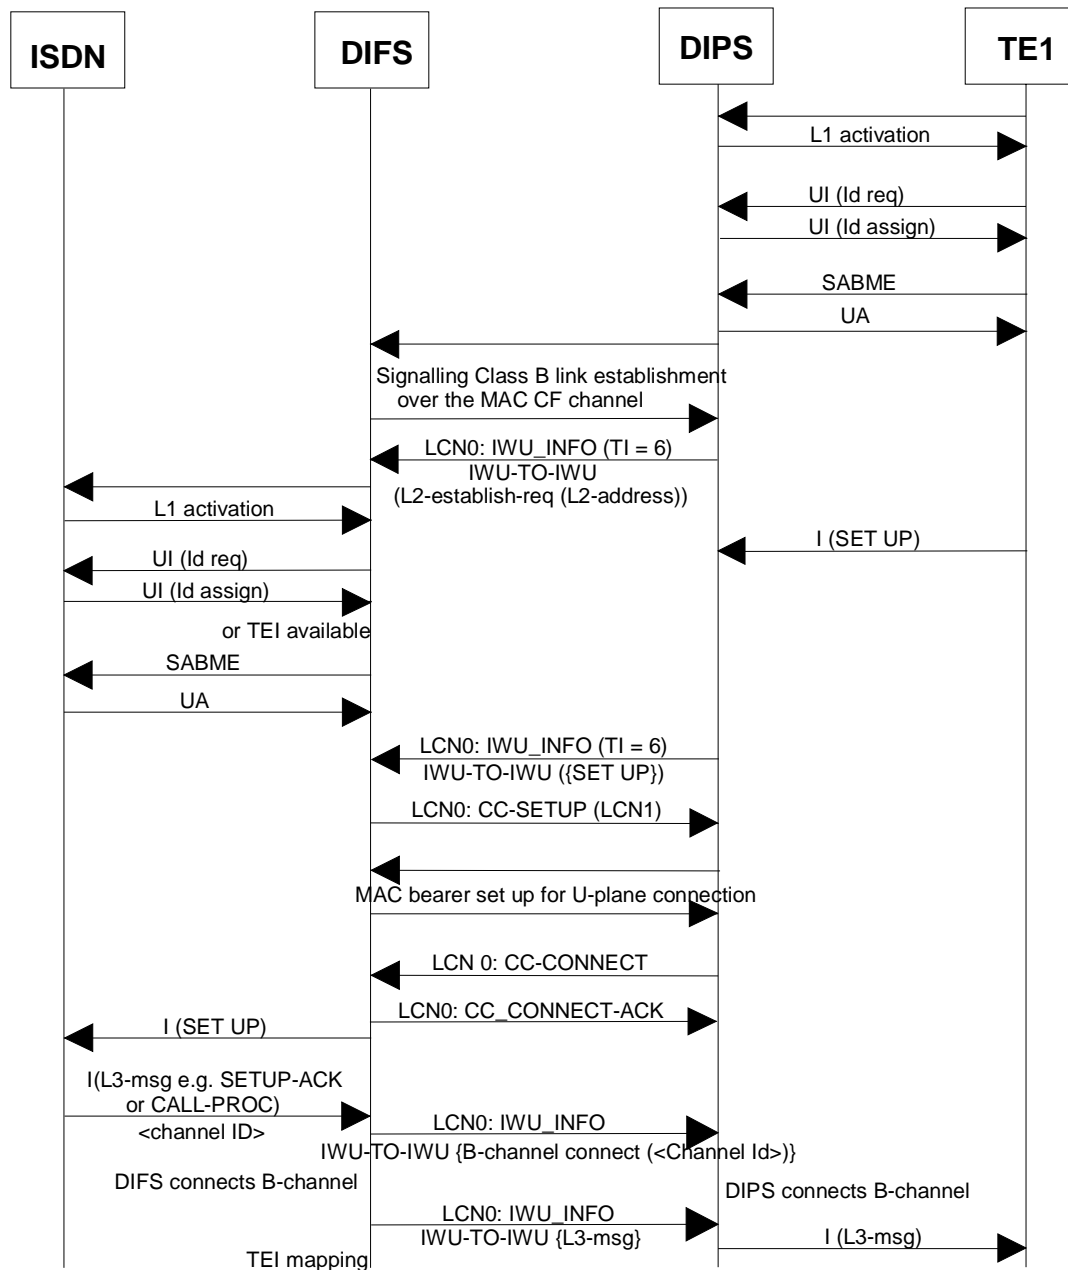 ISDN
DIFS
DIPS
TE1
L1 activation
UI (Id req)
UI (Id assign)
SABME
UA
Signalling Class B link establishment
over the MAC CF channel
LCN0: IWU_INFO (TI = 6)
IWU-TO-IWU
(L2-establish-req (L2-address))
L1 activation
I (SET UP)
UI (Id req)
UI (Id assign)
or TEI available
SABME
UA
LCN0: IWU_INFO (TI = 6)
IWU-TO-IWU ({SET UP})
LCN0: CC-SETUP (LCN1)
MAC bearer set up for U-plane connection
LCN 0: CC-CONNECT
LCN0: CC_CONNECT-ACK
I (SET UP)
I(L3-msg e.g. SETUP-ACK
or CALL-PROC)
<channel ID>
LCN0: IWU_INFO
IWU-TO-IWU {B-channel connect (<Channel Id>)}
DIFS connects B-channel
DIPS connects B-channel
LCN0: IWU_INFO
IWU-TO-IWU {L3-msg}
I (L3-msg)
TEI mapping